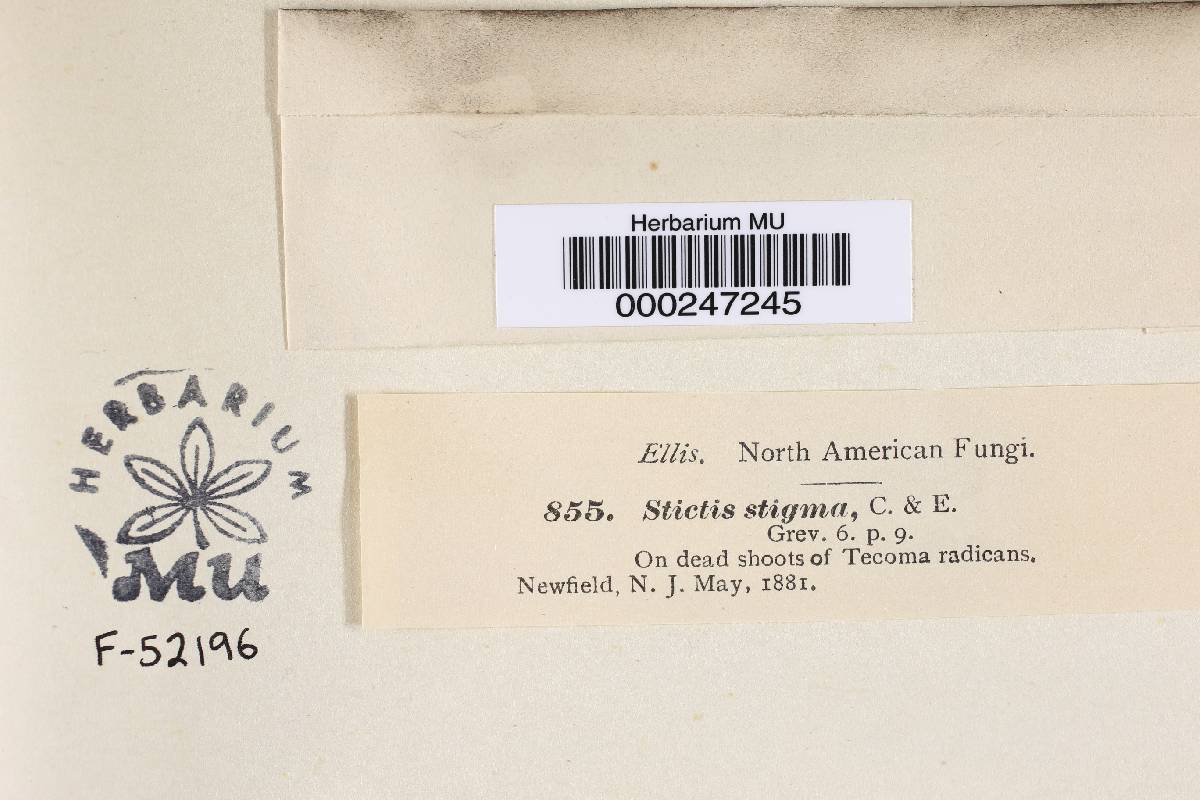 Herbarium MU
000247245
HERBARIUM
MU
F-52196
Ellis. North American Fungi.
855. Stictis stigma, C. & E.
Grev. 6. p. 9.
On dead shoots of Tecoma radicans.
Newfield, N. J. May, 1881.